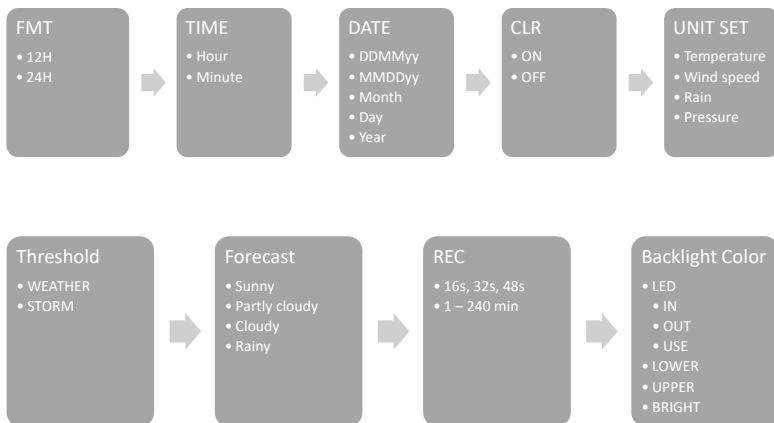 FMT
• 12H
• 24H
TIME
• Hour
• Minute
DATE
• DDMMyy
• MMDDyy
• Month
• Day
• Year
CLR
• ON
• OFF
UNIT SET
• Temperature
• Wind speed
• Rain
• Pressure
Threshold
• WEATHER
• STORM
Forecast
• Sunny
• Partly cloudy
• Cloudy
• Rainy
REC
• 16s, 32s, 48s
• 1 – 240 min
Backlight Color
• LED
• IN
• OUT
• USE
• LOWER
• UPPER
• BRIGHT